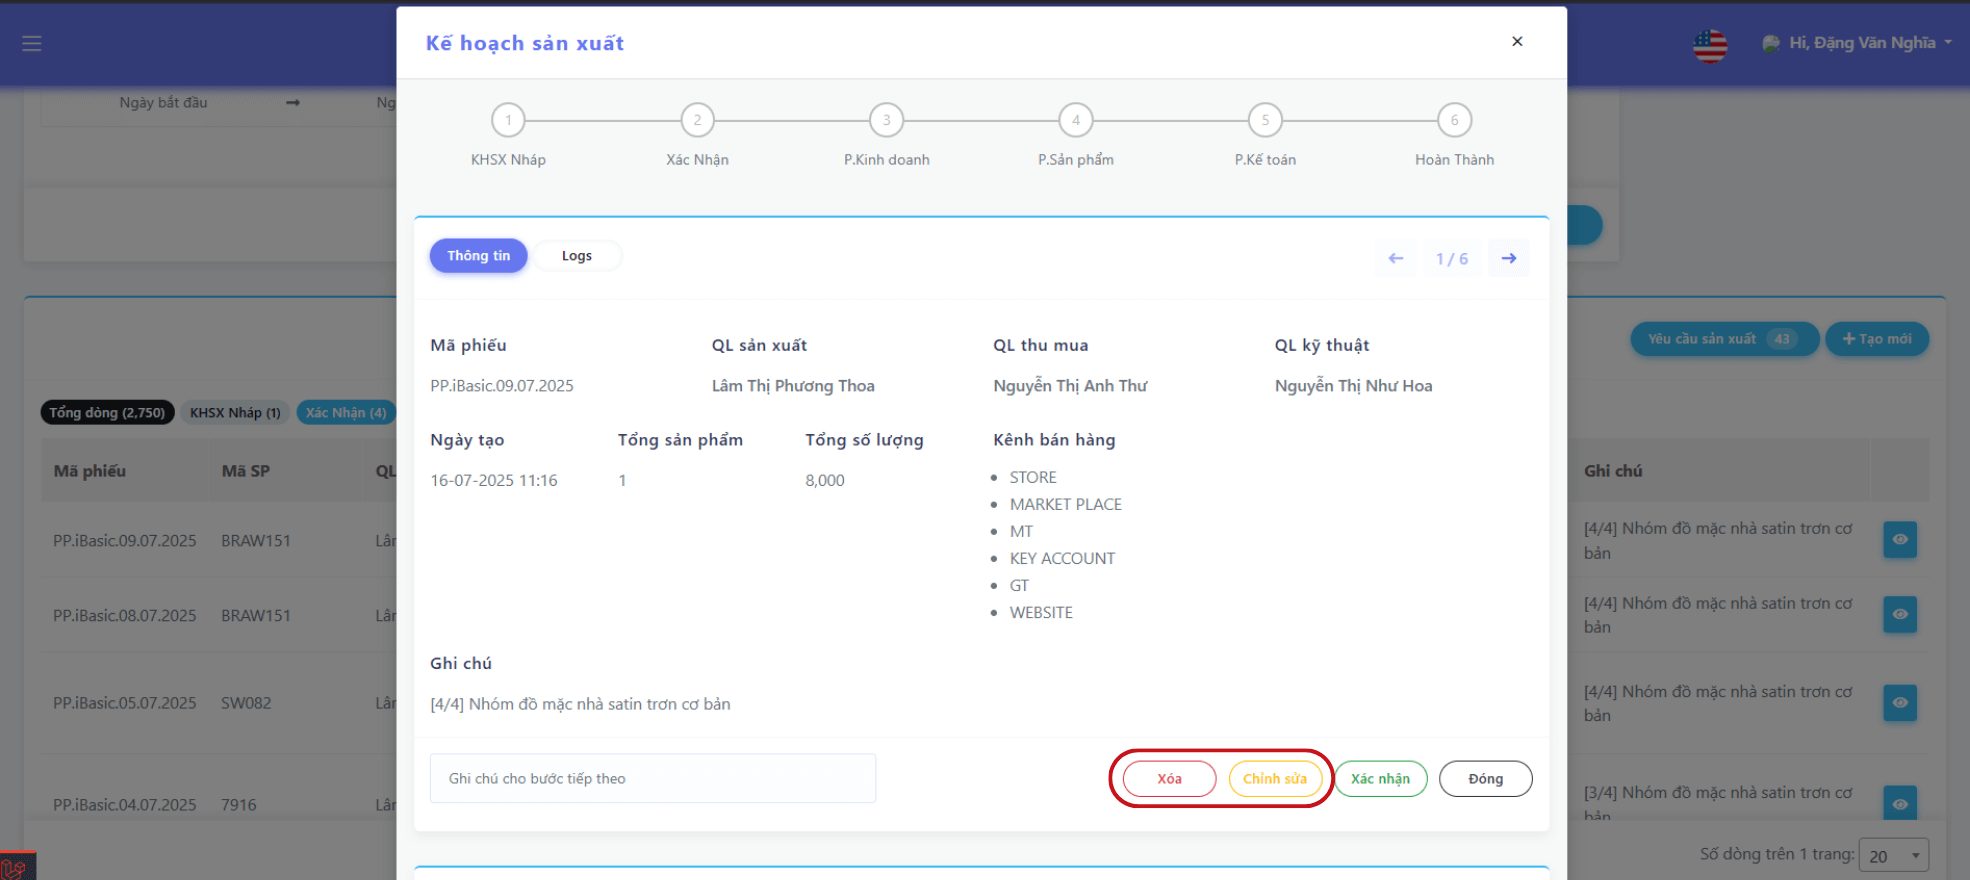 Kế hoạch sản xuất
×
Hi, Đặng Văn Nghĩa
Ngày bắt đầu
1 2 3 4 5 6
KHSX Nháp Xác Nhận P.Kinh doanh P.Sản phẩm P.Kế toán Hoàn Thành
Thông tin Logs
1 / 6
Mã phiếu QL sản xuất QL thu mua QL kỹ thuật
PP.iBasic.09.07.2025 Lâm Thị Phương Thoa Nguyễn Thị Anh Thư Nguyễn Thị Như Hoa
Ngày tạo Tổng sản phẩm Tổng số lượng Kênh bán hàng
16-07-2025 11:16 1 8,000
STORE
MARKET PLACE
MT
KEY ACCOUNT
GT
WEBSITE
Ghi chú
[4/4] Nhóm đồ mặc nhà satin trơn cơ bản
Ghi chú cho bước tiếp theo
Xóa Chỉnh sửa Xác nhận Đóng
Yêu cầu sản xuất 43 + Tạo mới
Tổng dòng (2,750) KHSX Nháp (1) Xác Nhận (4)
Mã phiếu Mã SP QL Ghi chú
PP.iBasic.09.07.2025 BRAW151 [4/4] Nhóm đồ mặc nhà satin trơn cơ
bản
PP.iBasic.08.07.2025 BRAW151 [4/4] Nhóm đồ mặc nhà satin trơn cơ
bản
PP.iBasic.05.07.2025 SW082 [4/4] Nhóm đồ mặc nhà satin trơn cơ
bản
PP.iBasic.04.07.2025 7916 [3/4] Nhóm đồ mặc nhà satin trơn cơ
bản
Số dòng trên 1 trang: 20